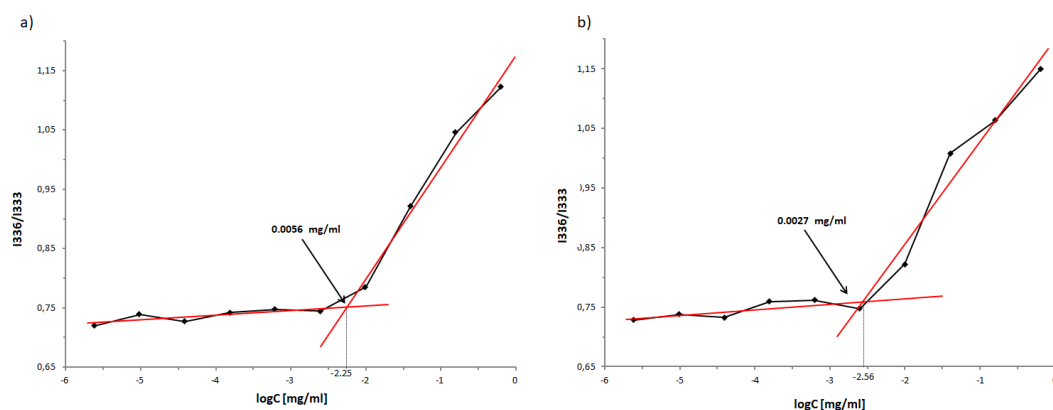 a)
1,15
1,05
0,95
0,85
0,75
0,65
I336/I333
0.0056 mg/ml
-2.25
-6 -5 -4 -3 -2 -1 0
logC [mg/ml]
b)
1,15
1,05
0,95
0,85
0,75
0,65
I336/I333
0.0027 mg/ml
-2.56
-6 -5 -4 -3 -2 -1 0
logC [mg/ml]